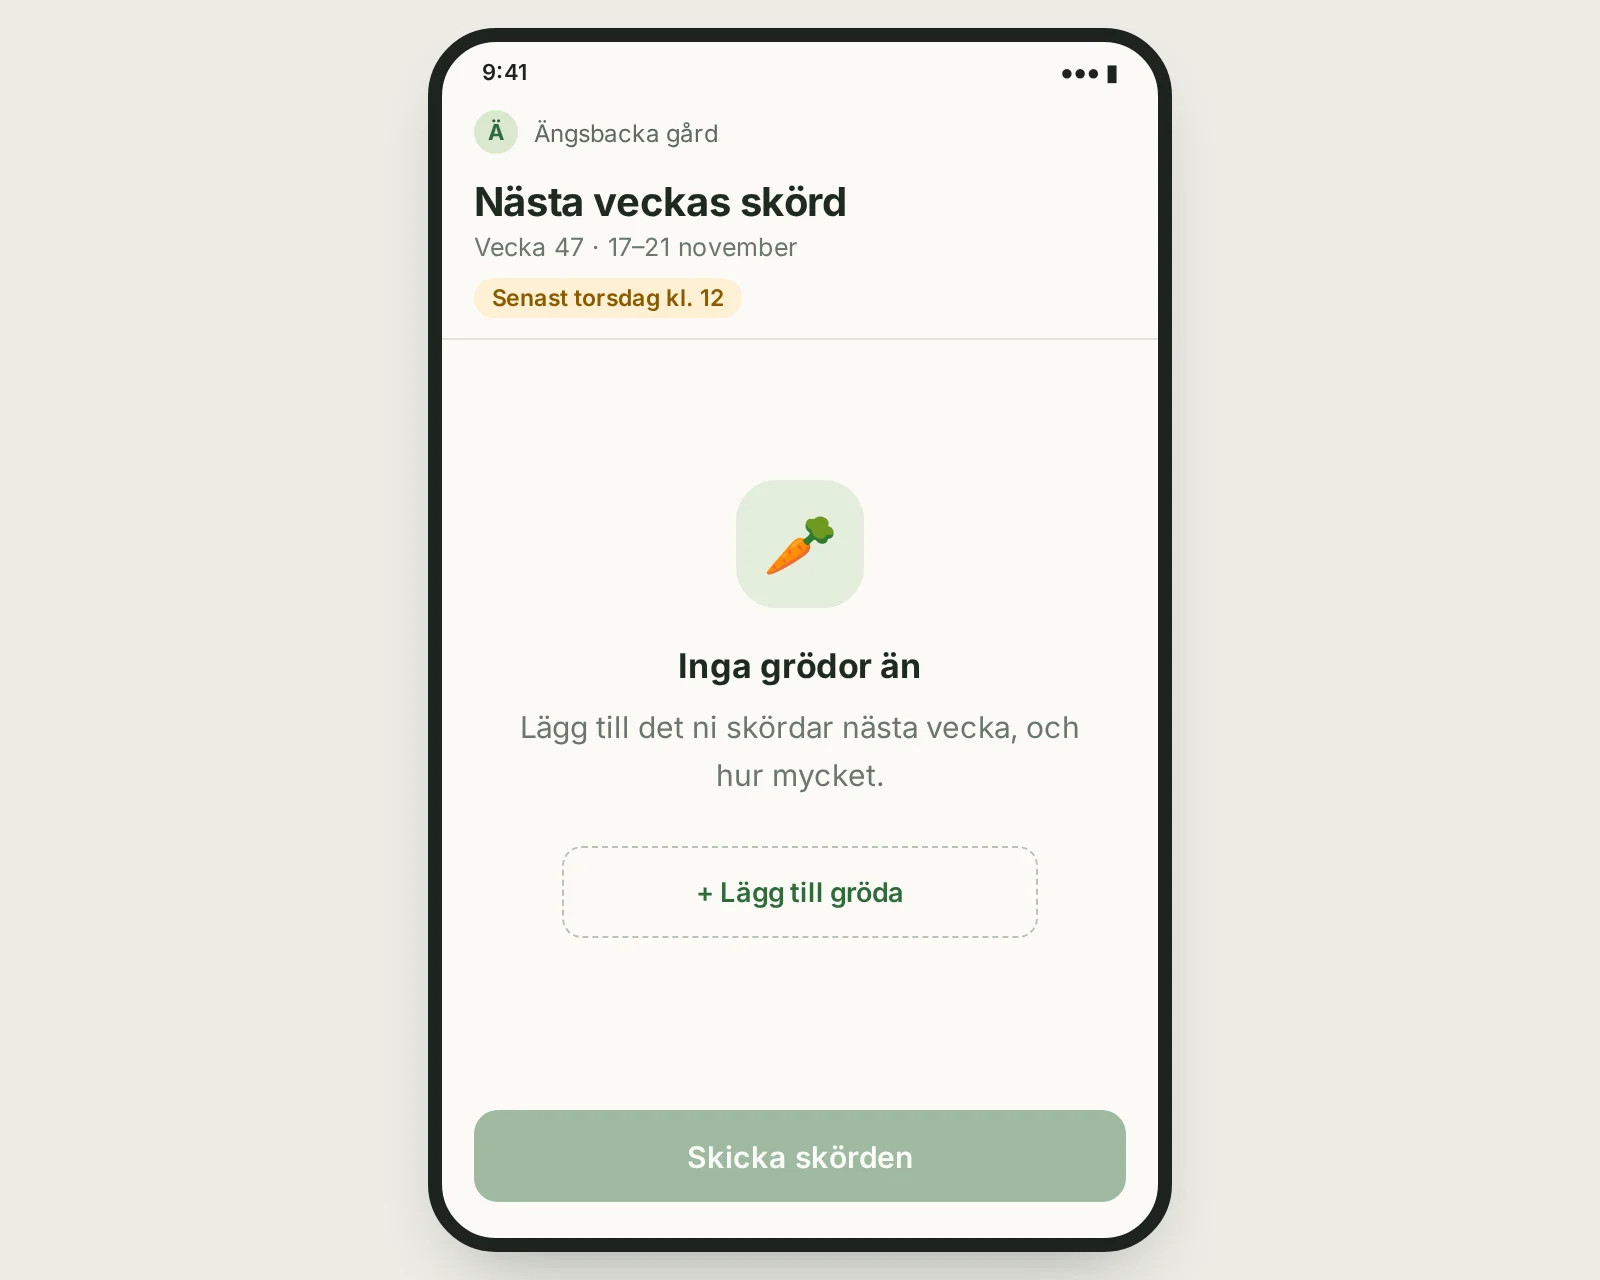 9:41
Ä Ängsbacka gård
Nästa veckas skörd
Vecka 47 · 17–21 november
Senast torsdag kl. 12
Inga grödor än
Lägg till det ni skördar nästa vecka, och
hur mycket.
+ Lägg till gröda
Skicka skörden